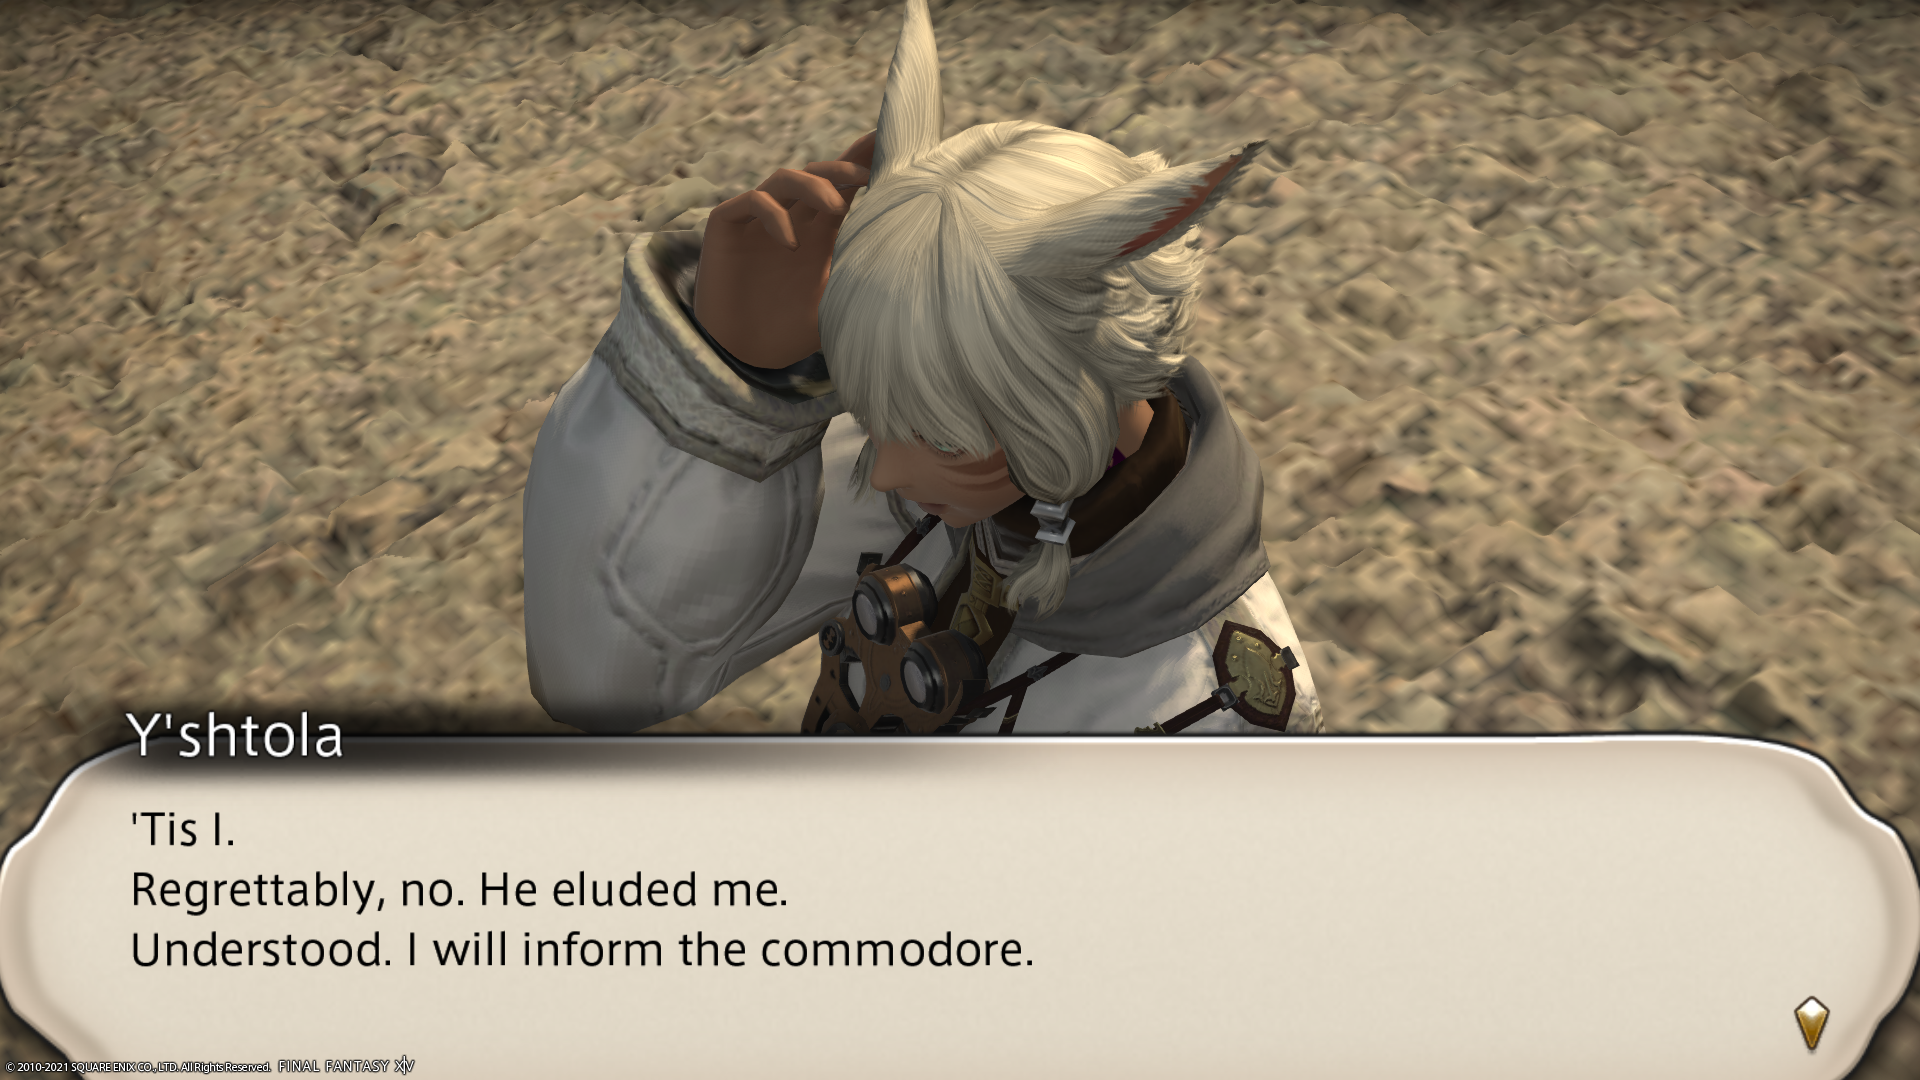 Y'shtola
'Tis I.
Regrettably, no. He eluded me.
Understood. I will inform the commodore.
© 2010-2021 SQUARE ENIX CO., LTD. All Rights Reserved. FINAL FANTASY XIV